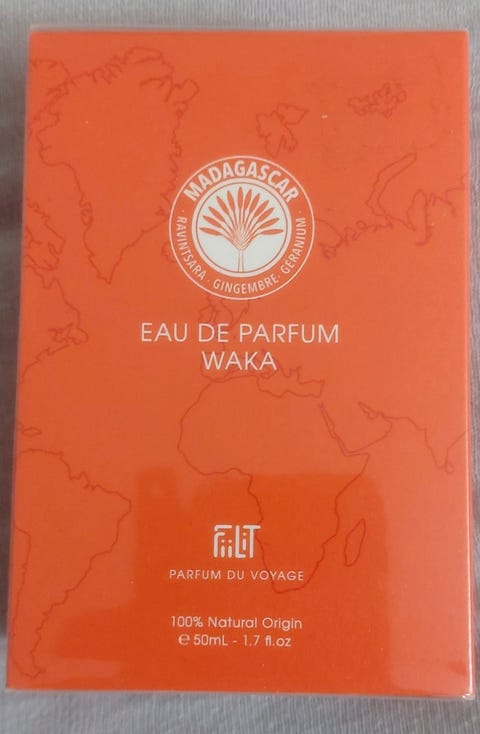 MADAGASCAR
RAVINTSARA · GINGEMBRE · GERANIUM
EAU DE PARFUM
WAKA
FiiLiT
PARFUM DU VOYAGE
100% Natural Origin
℮ 50mL - 1.7 fl.oz